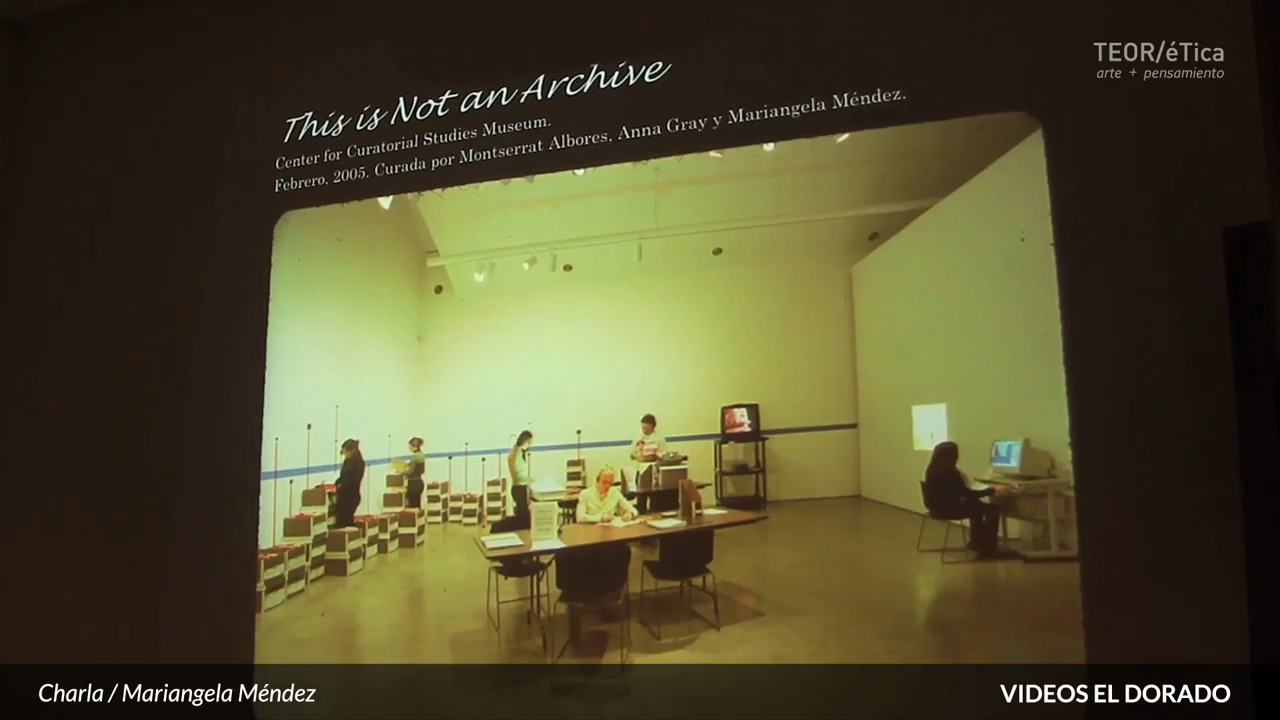 TEOR/éTica
arte + pensamiento
This is Not an Archive
Center for Curatorial Studies Museum.
Febrero, 2005. Curada por Montserrat Albores, Anna Gray y Mariangela Méndez.
Charla / Mariangela Méndez
VIDEOS EL DORADO